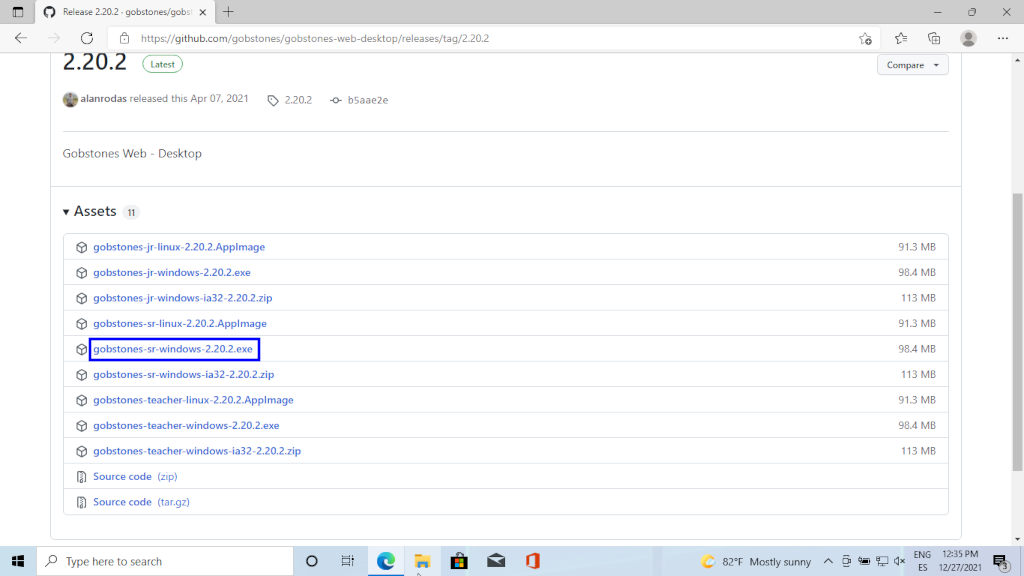 Release 2.20.2 · gobstones/gobst
https://github.com/gobstones/gobstones-web-desktop/releases/tag/2.20.2
2.20.2 Latest Compare
alanrodas released this Apr 07, 2021 2.20.2 b5aae2e
Gobstones Web - Desktop
Assets 11
gobstones-jr-linux-2.20.2.AppImage 91.3 MB
gobstones-jr-windows-2.20.2.exe 98.4 MB
gobstones-jr-windows-ia32-2.20.2.zip 113 MB
gobstones-sr-linux-2.20.2.AppImage 91.3 MB
gobstones-sr-windows-2.20.2.exe 98.4 MB
gobstones-sr-windows-ia32-2.20.2.zip 113 MB
gobstones-teacher-linux-2.20.2.AppImage 91.3 MB
gobstones-teacher-windows-2.20.2.exe 98.4 MB
gobstones-teacher-windows-ia32-2.20.2.zip 113 MB
Source code (zip)
Source code (tar.gz)
Type here to search 82°F Mostly sunny ENG 12:35 PM 3
ES 12/27/2021